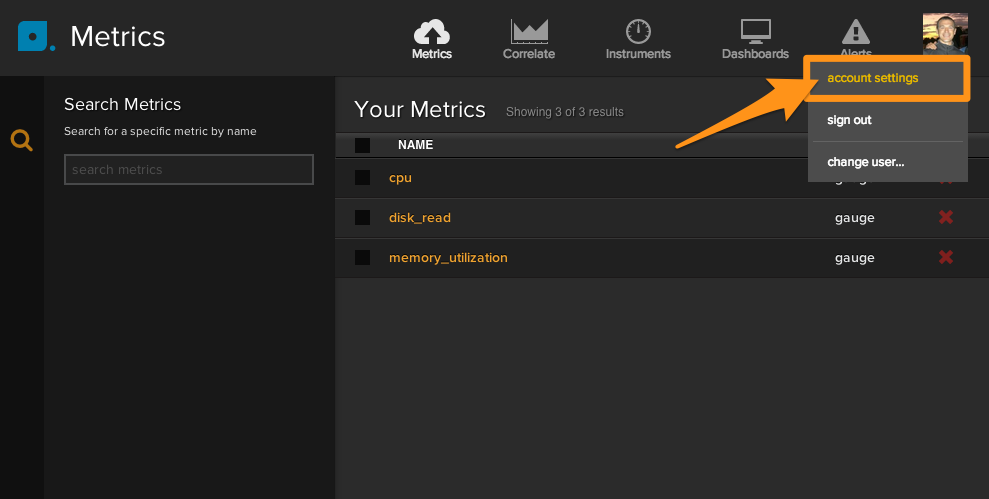 Metrics
Metrics
Correlate
Instruments
Dashboards
Alerts
account settings
sign out
change user...
Search Metrics
Search for a specific metric by name
search metrics
Your Metrics
Showing 3 of 3 results
NAME
cpu
gauge
disk_read
gauge
memory_utilization
gauge